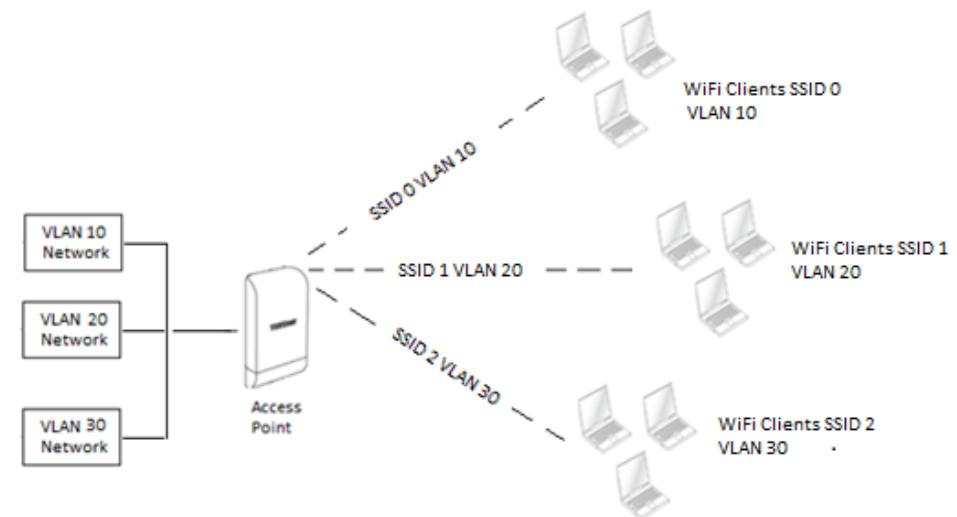 WiFi Clients SSID 0
VLAN 10
SSID 0 VLAN 10
VLAN 10
Network
WiFi Clients SSID 1
VLAN 20
SSID 1 VLAN 20
VLAN 20
Network
SSID 2 VLAN 30
Access
Point
VLAN 30
Network
WiFi Clients SSID 2
VLAN 30